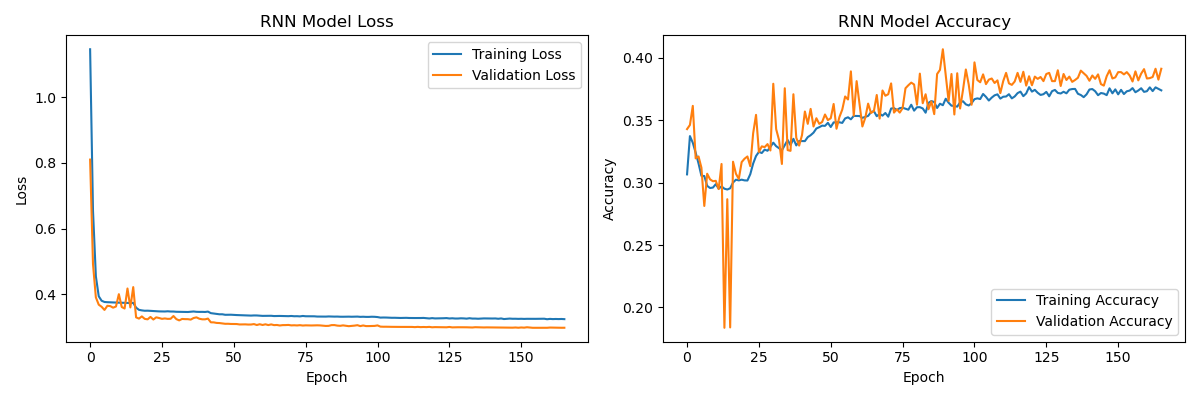 RNN Model Loss
Training Loss
Validation Loss
Loss
1.0
0.8
0.6
0.4
0
25
50
75
100
125
150
Epoch
RNN Model Accuracy
Accuracy
0.40
0.35
0.30
0.25
0.20
Training Accuracy
Validation Accuracy
0
25
50
75
100
125
150
Epoch